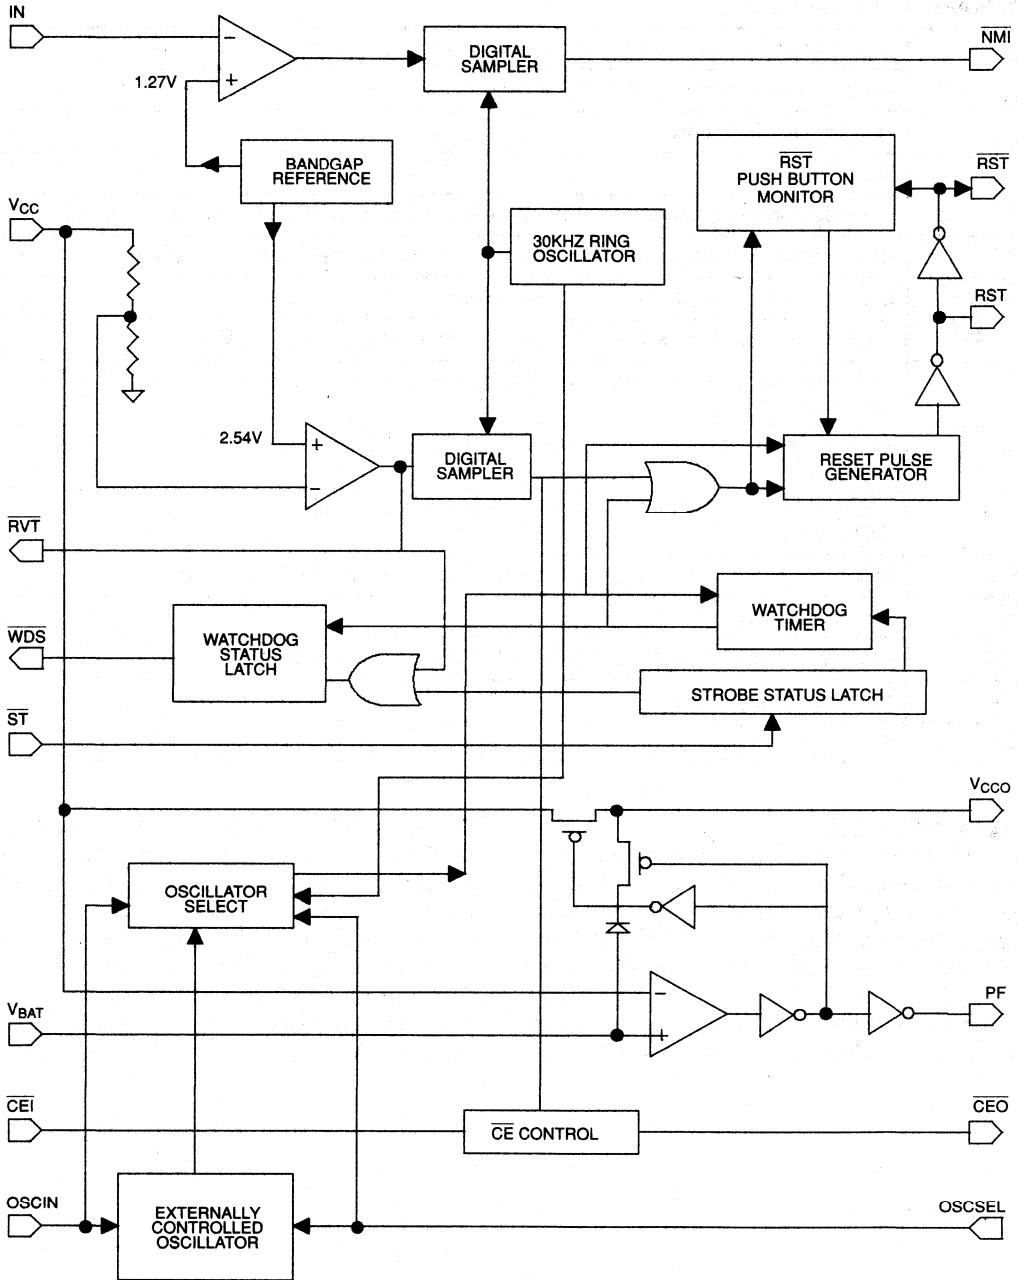 IN
NMI
−
+
1.27V
DIGITAL
SAMPLER
BANDGAP
REFERENCE
RST
PUSH BUTTON
MONITOR
RST
VCC
30KHZ RING
OSCILLATOR
RST
2.54V
+
−
DIGITAL
SAMPLER
RESET PULSE
GENERATOR
RVT
WATCHDOG
TIMER
WDS
WATCHDOG
STATUS
LATCH
STROBE STATUS LATCH
ST
VCCO
OSCILLATOR
SELECT
VBAT
−
+
PF
CEI
CE CONTROL
CEO
OSCIN
EXTERNALLY
CONTROLLED
OSCILLATOR
OSCSEL